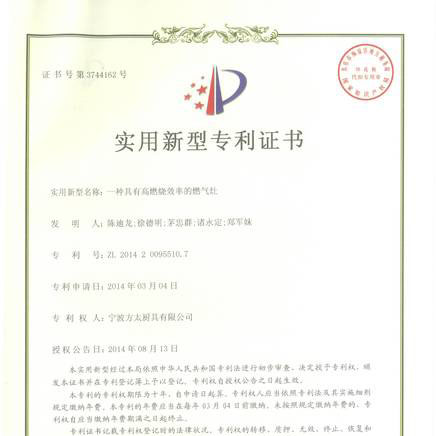 证书号第3744162号
实用新型专利证书
实用新型名称：一种具有高燃烧效率的燃气灶
发 明 人：陈迪龙;徐德明;茅忠群;诸永定;郑军妹
专 利 号：ZL 2014 2 0095510.7
专利申请日：2014年03月04日
专 利 权 人：宁波方太厨具有限公司
授权公告日：2014年08月13日
本实用新型经过本局依照中华人民共和国专利法进行初步审查，决定授予专利权，颁
发本证书并在专利登记簿上予以登记。专利权自授权公告之日起生效。
本专利的专利权期限为十年，自申请日起算。专利权人应当依照专利法及其实施细则
规定缴纳年费。本专利的年费应当在每年03月04日前缴纳。未按照规定缴纳年费的，专
利权自应当缴纳年费期满之日起终止。
专利证书记载专利权登记时的法律状况。专利权的转移、质押、无效、终止、恢复和